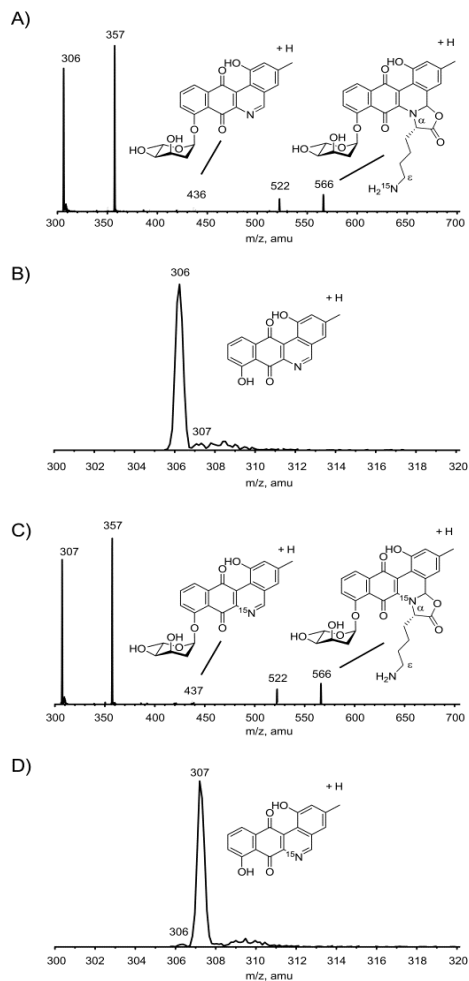 A)
357
306
+ H
+ H
HO
O
O
N
O
OH
HO
O
436
HO
O
O
N
O
α
O
O
OH
HO
O
ε
H₂¹⁵N
522
566
300 350 400 450 500 550 600 650 700
m/z, amu
B)
306
+ H
HO
O
N
OH
O
307
300 302 304 306 308 310 312 314 316 318 320
m/z, amu
C)
357
307
+ H
+ H
HO
O
O
¹⁵N
O
OH
HO
O
437
HO
O
O
¹⁵N
O
α
O
O
OH
HO
O
ε
H₂N
522
566
300 350 400 450 500 550 600 650 700
m/z, amu
D)
307
+ H
HO
O
¹⁵N
OH
O
306
300 302 304 306 308 310 312 314 316 318 320
m/z, amu